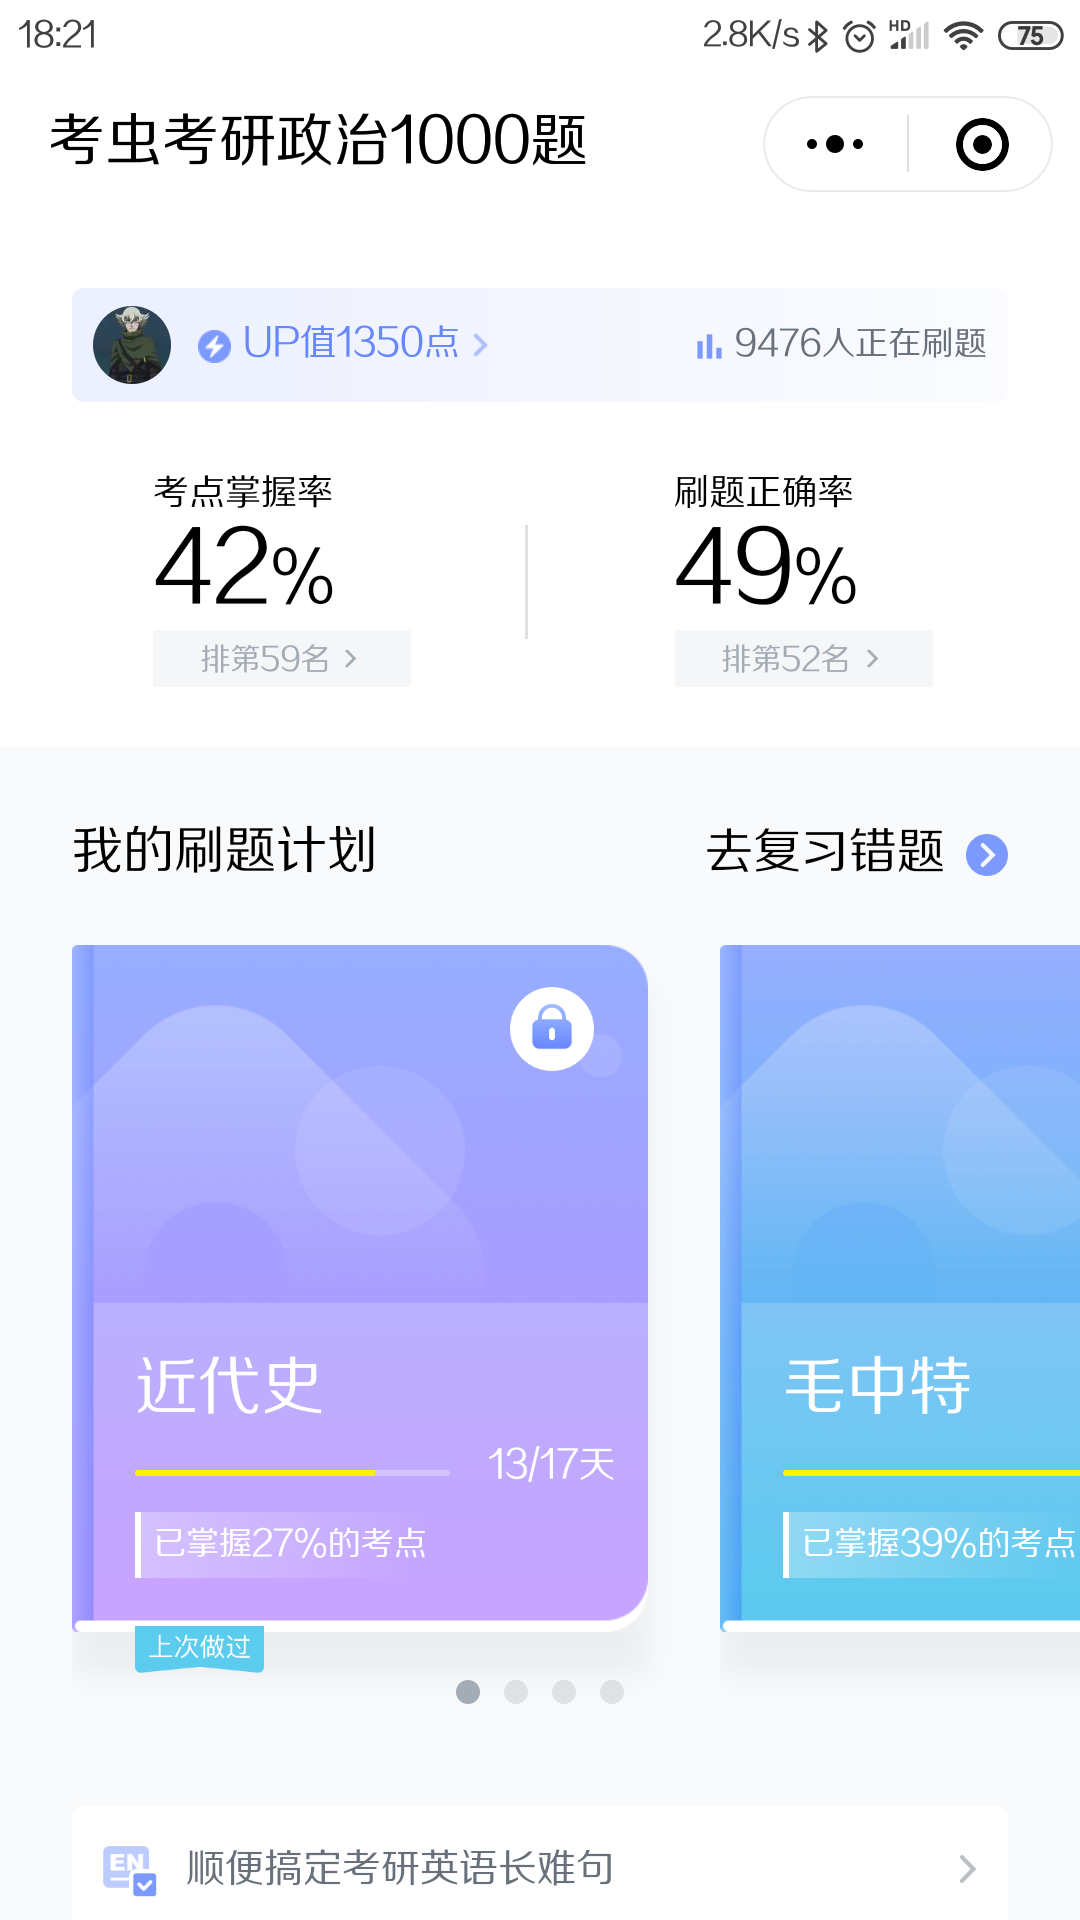 18:21
2.8K/s
HD
75
考虫考研政治1000题
UP值1350点
9476人正在刷题
考点掌握率
42%
排第59名
刷题正确率
49%
排第52名
我的刷题计划
去复习错题
近代史
13/17天
已掌握27%的考点
上次做过
毛中特
已掌握39%的考点
EN
顺便搞定考研英语长难句